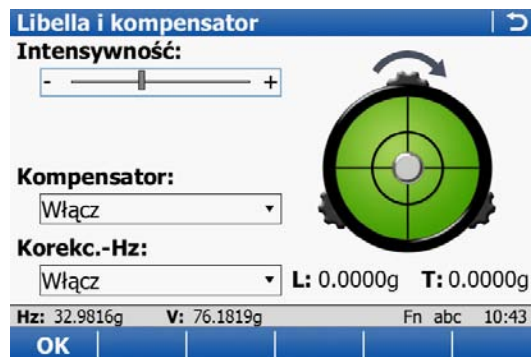 Libella i kompensator
Intensywność:
- +
Kompensator:
Włącz
Korekc.-Hz:
Włącz
L: 0.0000g T: 0.0000g
Hz: 32.9816g V: 76.1819g Fn abc 10:43
OK